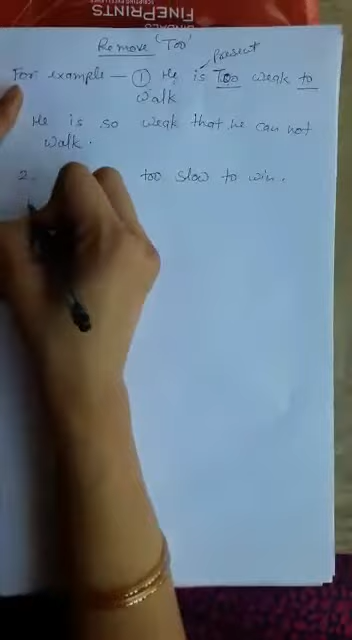 FINEPRINTS
Remove 'Too'
present
For example — ① He is Too weak to
walk
He is so weak that he can not
walk.
2. too slow to win.